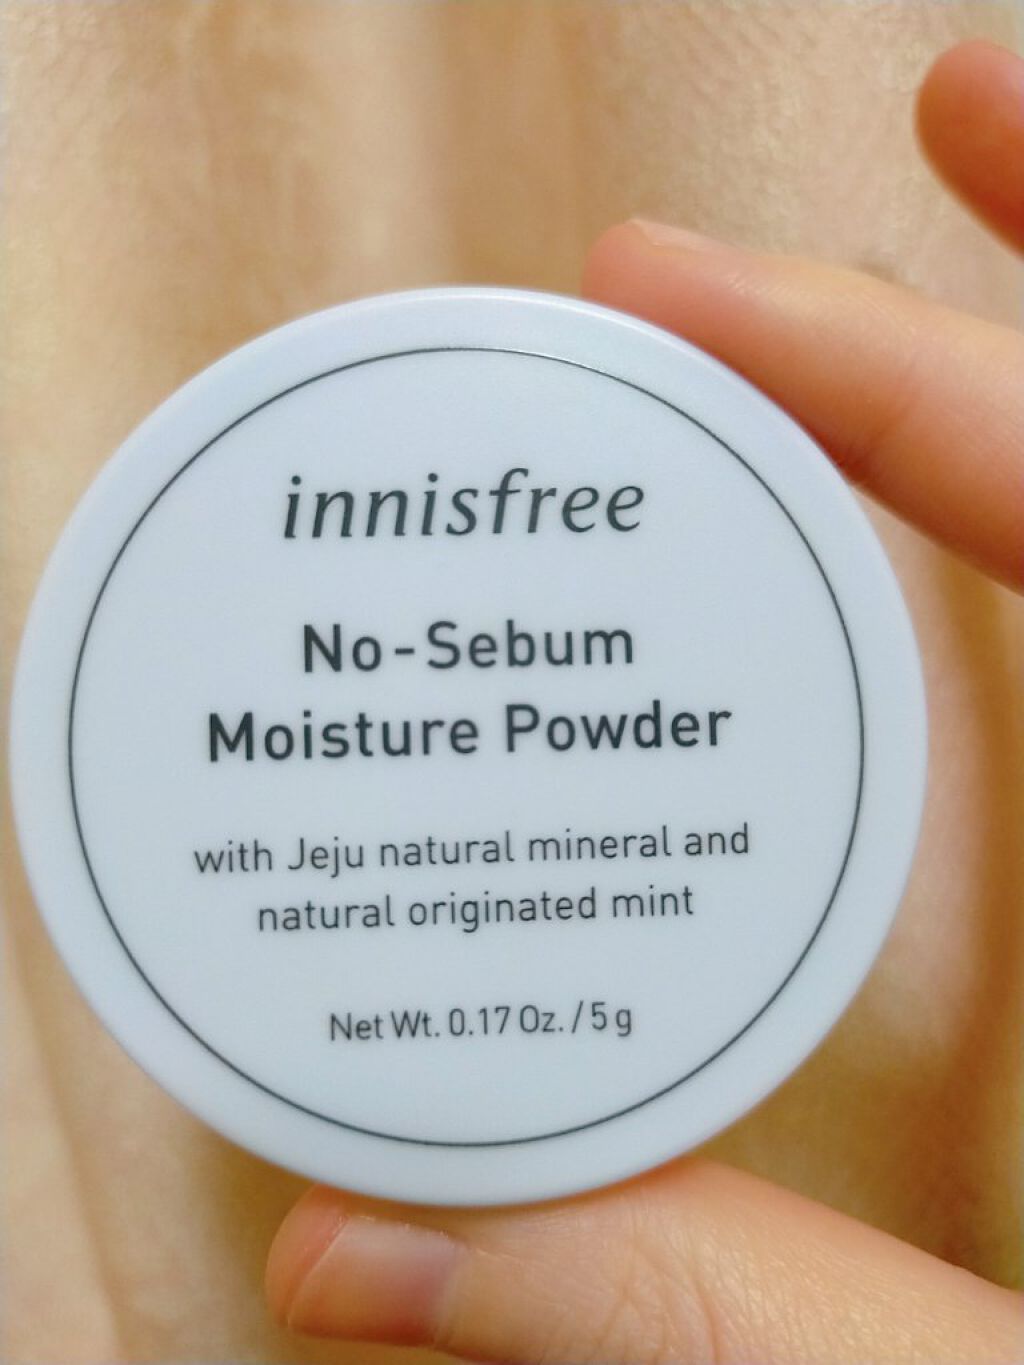 innisfree
No-Sebum
Moisture Powder
with Jeju natural mineral and
natural originated mint
Net Wt. 0.17 Oz. / 5 g